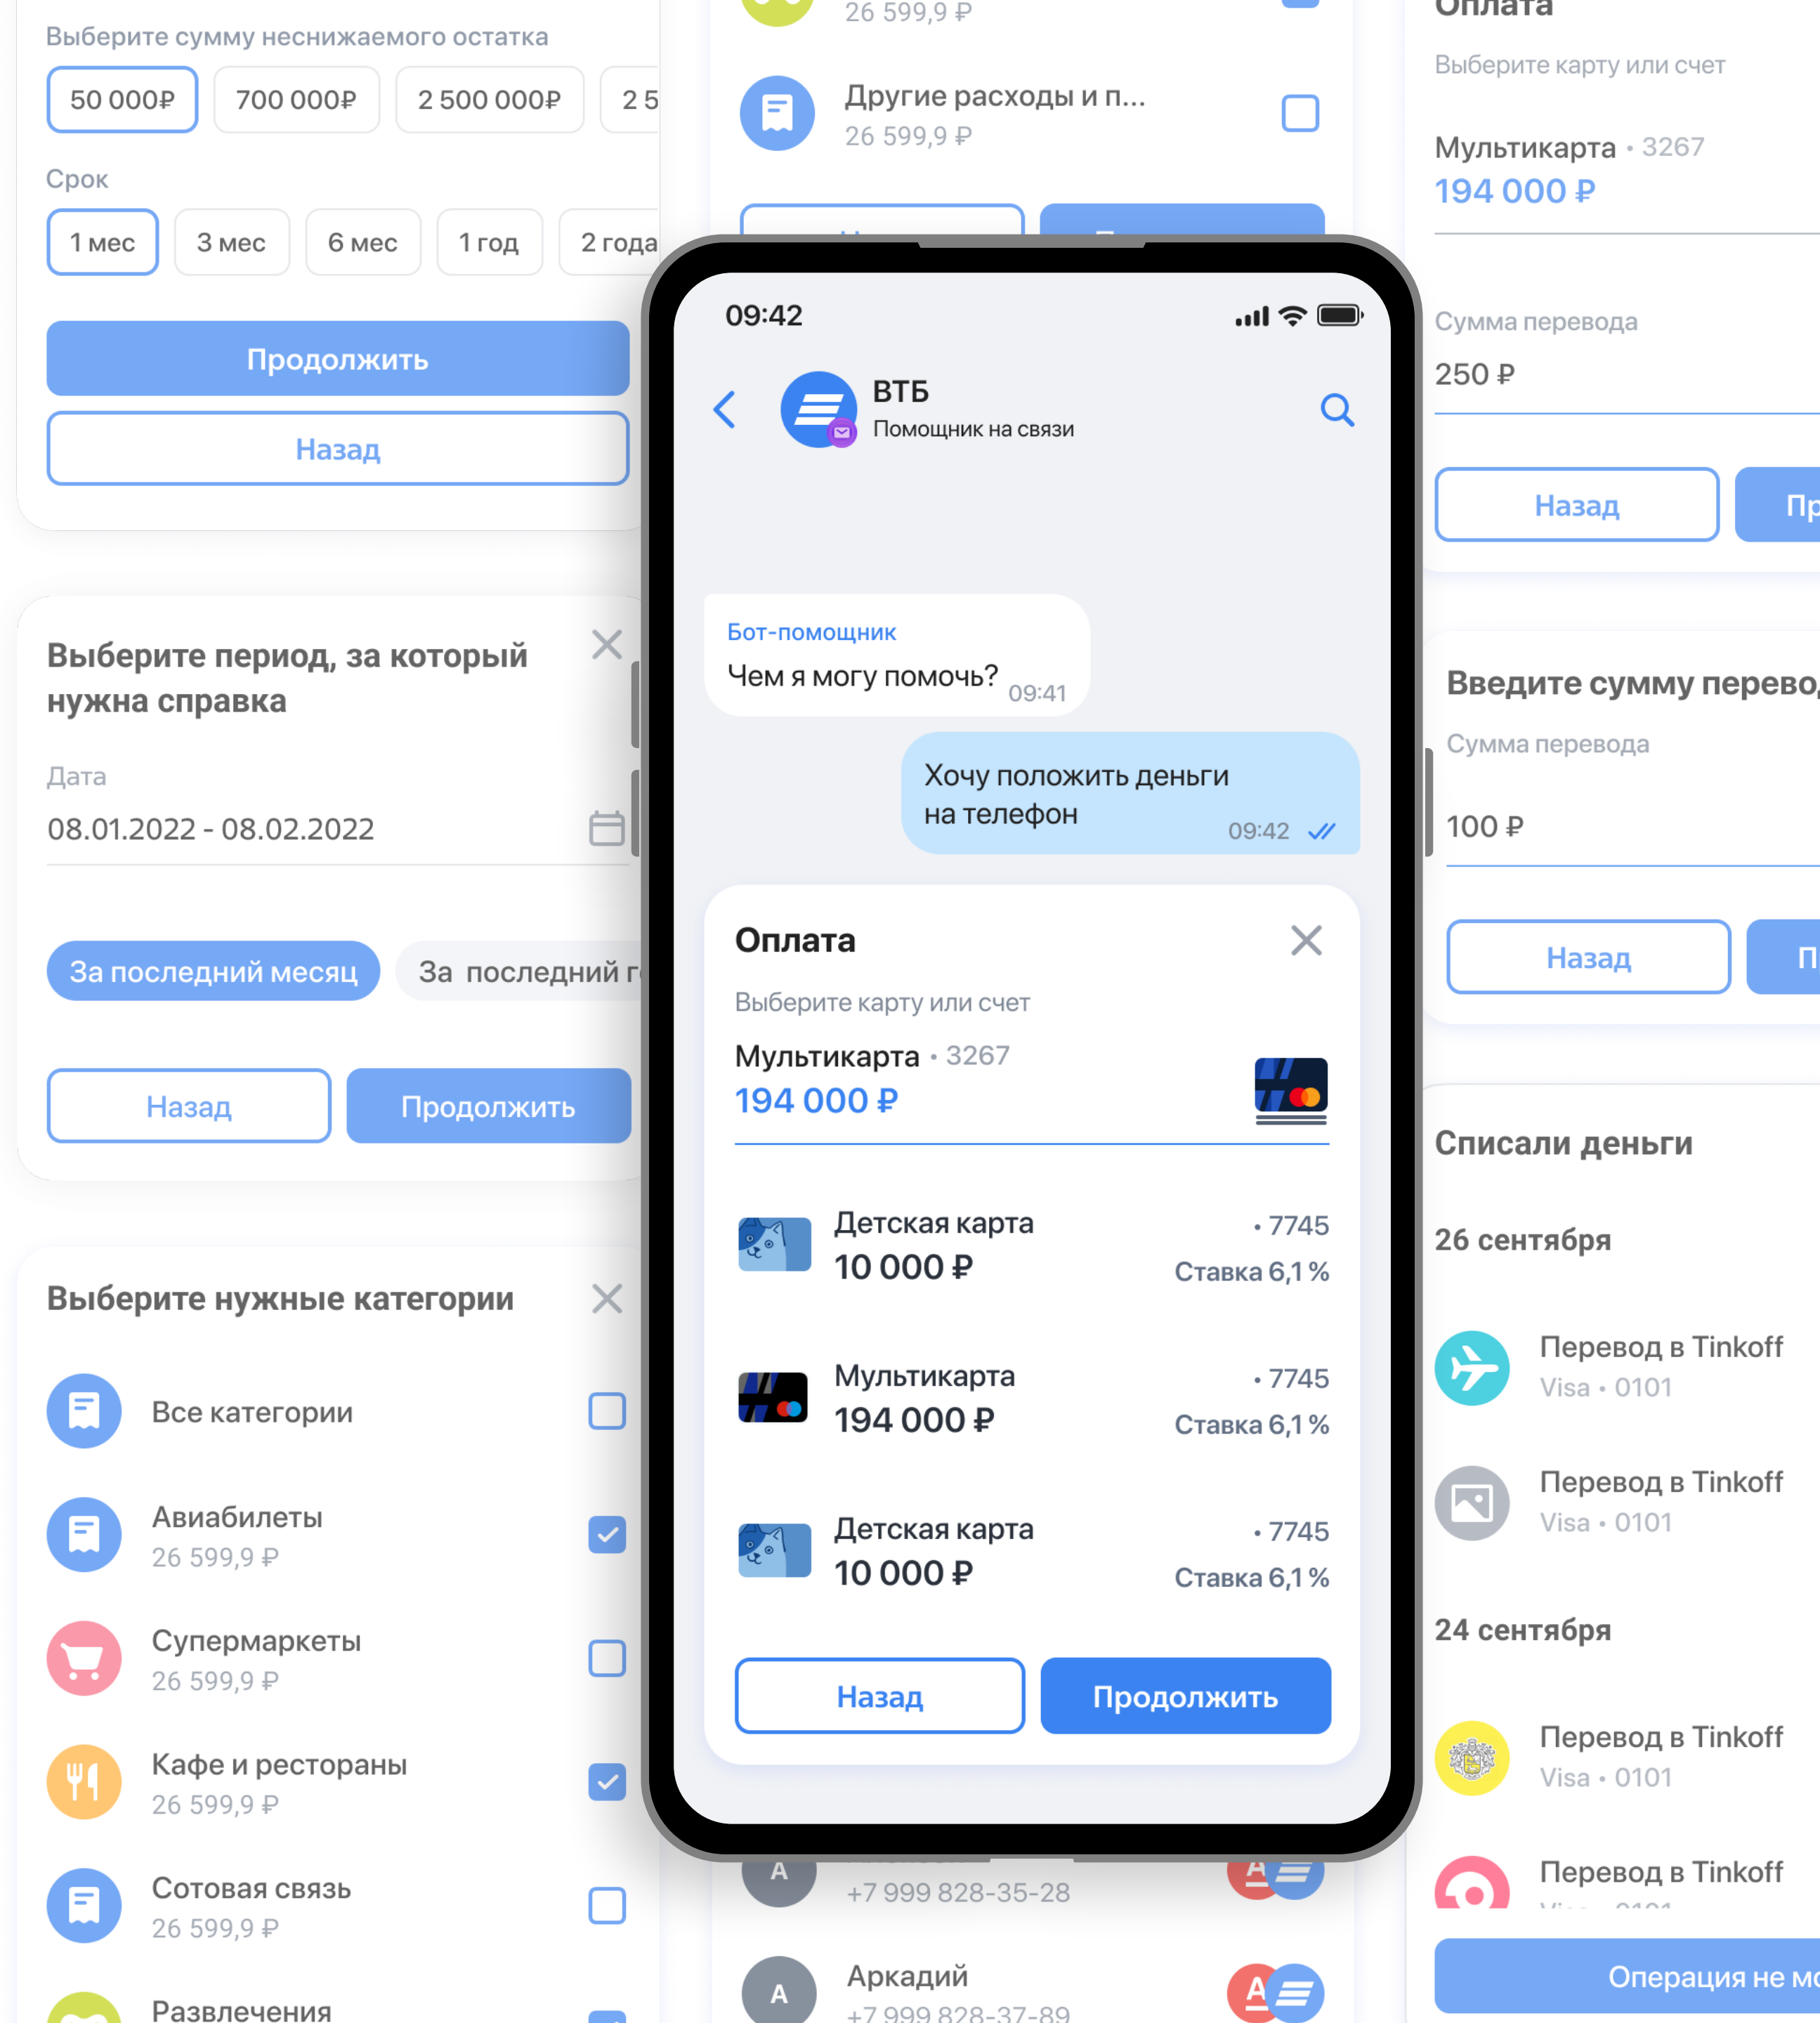 Выберите сумму неснижаемого остатка
50 000₽ 700 000₽ 2 500 000₽ 2 5
Срок
1 мес 3 мес 6 мес 1 год 2 года
Продолжить
Назад
Выберите период, за который
нужна справка
Дата
08.01.2022 - 08.02.2022
За последний месяц За последний г
Назад Продолжить
Выберите нужные категории
Все категории
Авиабилеты
26 599,9 ₽
Супермаркеты
26 599,9 ₽
Кафе и рестораны
26 599,9 ₽
Сотовая связь
26 599,9 ₽
Развлечения
26 599,9 ₽
Другие расходы и п...
26 599,9 ₽
09:42
ВТБ
Помощник на связи
Бот-помощник
Чем я могу помочь?
09:41
Хочу положить деньги
на телефон
09:42
Оплата
Выберите карту или счет
Мультикарта • 3267
194 000 ₽
Детская карта • 7745
10 000 ₽ Ставка 6,1 %
Мультикарта • 7745
194 000 ₽ Ставка 6,1 %
Детская карта • 7745
10 000 ₽ Ставка 6,1 %
Назад Продолжить
А
+7 999 828-35-28
А
А Аркадий
А
+7 999 828-37-89
Оплата
Выберите карту или счет
Мультикарта • 3267
194 000 ₽
Сумма перевода
250 ₽
Назад Пр
Введите сумму перево
Сумма перевода
100 ₽
Назад П
Списали деньги
26 сентября
Перевод в Tinkoff
Visa • 0101
Перевод в Tinkoff
Visa • 0101
24 сентября
Перевод в Tinkoff
Visa • 0101
Перевод в Tinkoff
Visa • 0101
Операция не мо